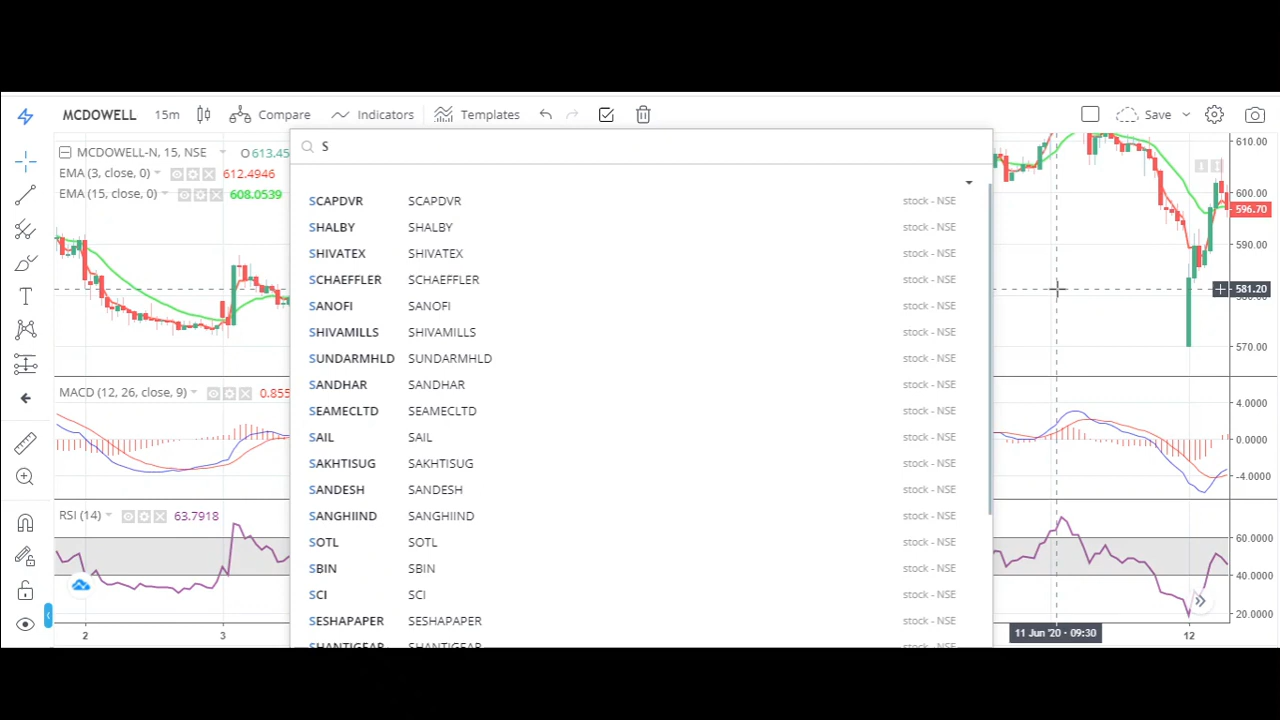 MCDOWELL 15m Compare Indicators Templates Save
S
MCDOWELL-N, 15, NSE O613.45
EMA (3, close, 0) 612.4946
EMA (15, close, 0) 608.0539
SCAPDVR SCAPDVR stock - NSE
SHALBY SHALBY stock - NSE
SHIVATEX SHIVATEX stock - NSE
SCHAEFFLER SCHAEFFLER stock - NSE
SANOFI SANOFI stock - NSE
SHIVAMILLS SHIVAMILLS stock - NSE
SUNDARMHLD SUNDARMHLD stock - NSE
SANDHAR SANDHAR stock - NSE
SEAMECLTD SEAMECLTD stock - NSE
SAIL SAIL stock - NSE
SAKHTISUG SAKHTISUG stock - NSE
SANDESH SANDESH stock - NSE
SANGHIIND SANGHIIND stock - NSE
SOTL SOTL stock - NSE
SBIN SBIN stock - NSE
SCI SCI stock - NSE
SESHAPAPER SESHAPAPER stock - NSE
SHANTIGEAR SHANTIGEAR stock - NSE
610.00
600.00
596.70
590.00
581.20
570.00
MACD (12, 26, close, 9) 0.855
4.0000
0.0000
-4.0000
RSI (14) 63.7918
60.0000
40.0000
20.0000
2 3 11 Jun '20 • 09:30 12